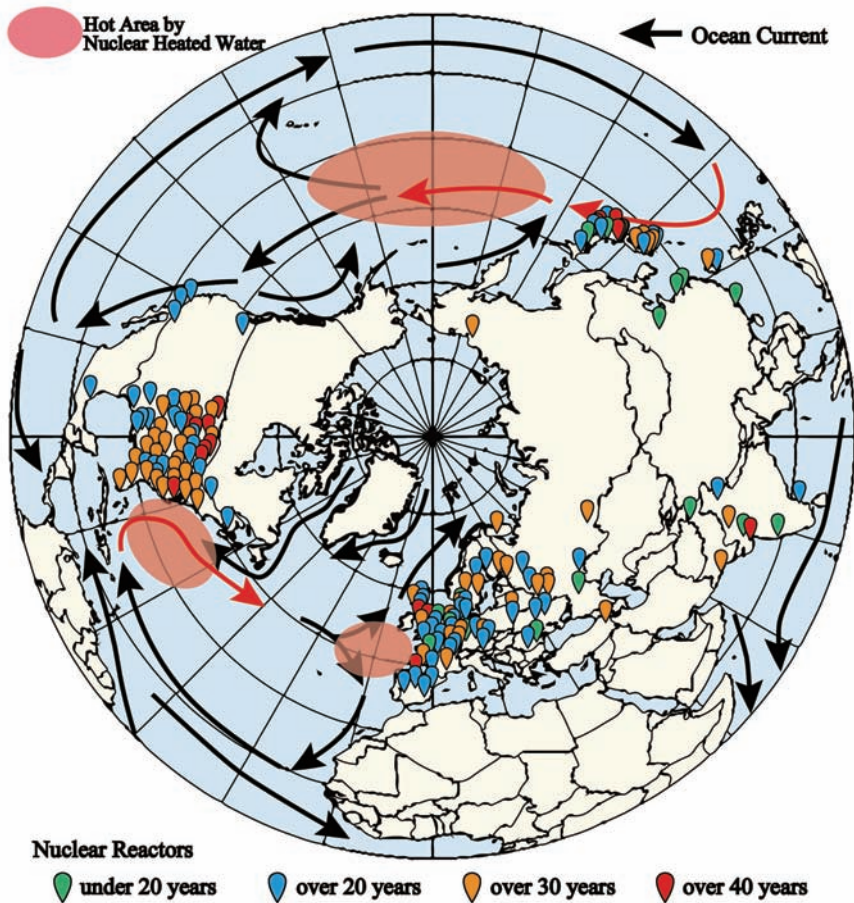 Hot Area by
Nuclear Heated Water
Ocean Current
Nuclear Reactors
under 20 years
over 20 years
over 30 years
over 40 years